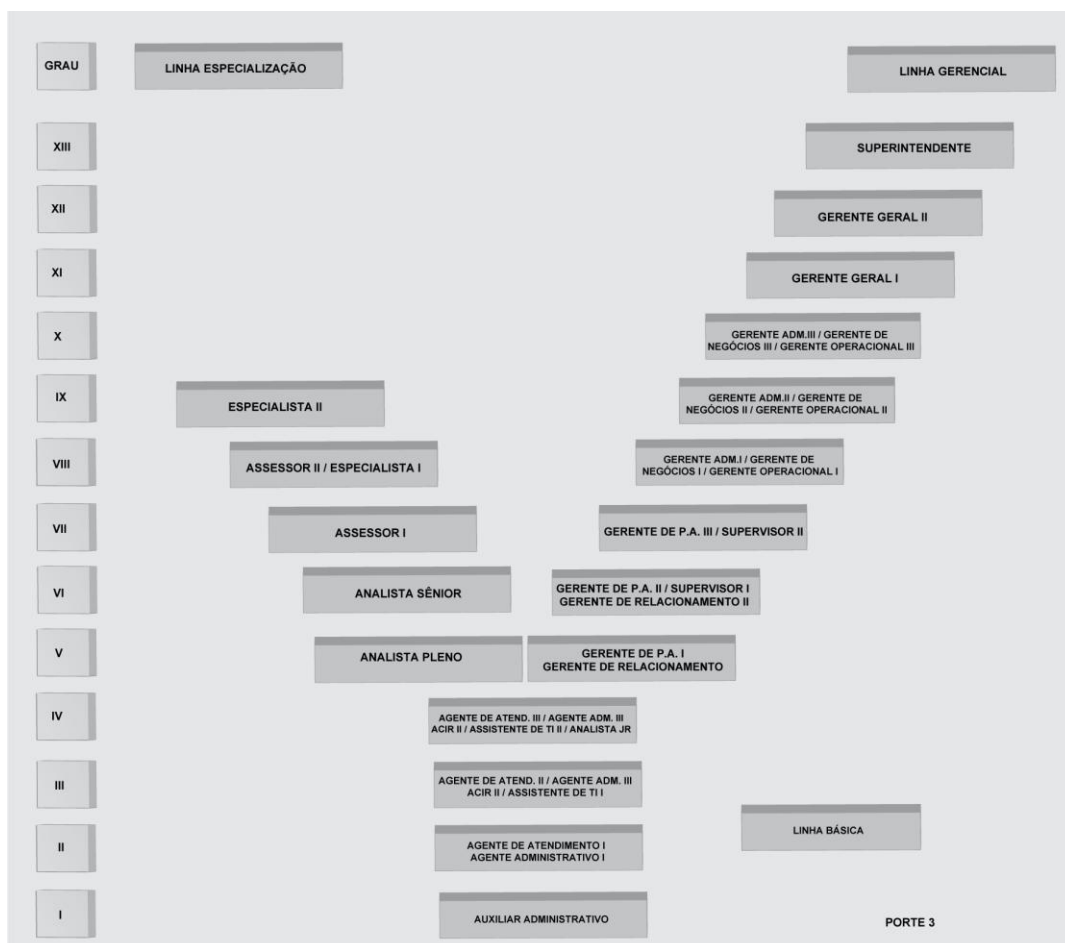 GRAU
LINHA ESPECIALIZAÇÃO
LINHA GERENCIAL
XIII
SUPERINTENDENTE
XII
GERENTE GERAL II
XI
GERENTE GERAL I
X
GERENTE ADM.III / GERENTE DE
NEGÓCIOS III / GERENTE OPERACIONAL III
IX
ESPECIALISTA II
GERENTE ADM.II / GERENTE DE
NEGÓCIOS II / GERENTE OPERACIONAL II
VIII
ASSESSOR II / ESPECIALISTA I
GERENTE ADM.I / GERENTE DE
NEGÓCIOS I / GERENTE OPERACIONAL I
VII
ASSESSOR I
GERENTE DE P.A. III / SUPERVISOR II
VI
ANALISTA SÊNIOR
GERENTE DE P.A. II / SUPERVISOR I
GERENTE DE RELACIONAMENTO II
V
ANALISTA PLENO
GERENTE DE P.A. I
GERENTE DE RELACIONAMENTO
IV
AGENTE DE ATEND. III / AGENTE ADM. III
ACIR II / ASSISTENTE DE TI II / ANALISTA JR
III
AGENTE DE ATEND. II / AGENTE ADM. III
ACIR II / ASSISTENTE DE TI I
LINHA BÁSICA
II
AGENTE DE ATENDIMENTO I
AGENTE ADMINISTRATIVO I
I
AUXILIAR ADMINISTRATIVO
PORTE 3